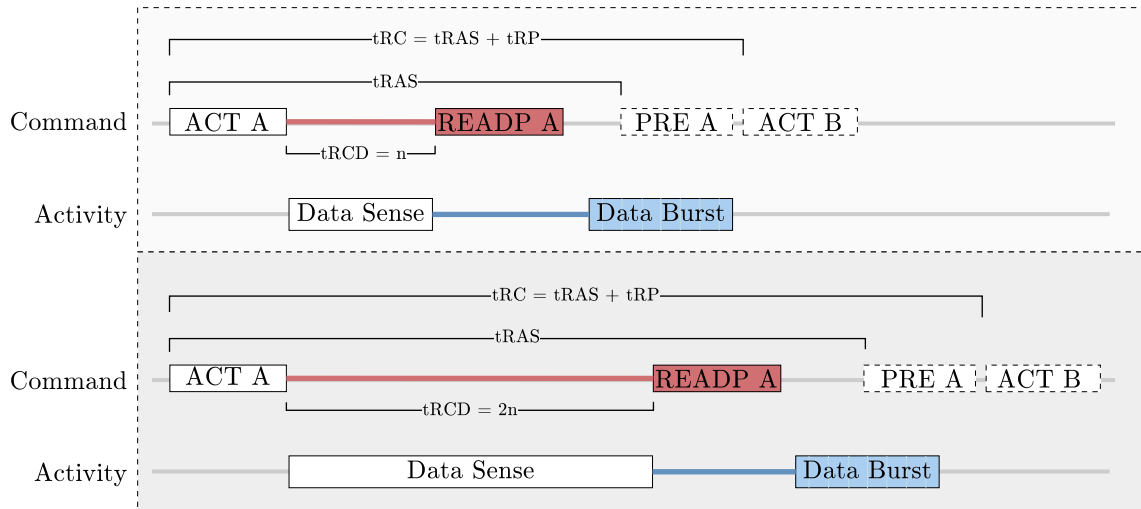 tRC = tRAS + tRP
tRAS
Command ACT A READP A PRE A ACT B
tRCD = n
Activity Data Sense Data Burst
tRC = tRAS + tRP
tRAS
Command ACT A READP A PRE A ACT B
tRCD = 2n
Activity Data Sense Data Burst